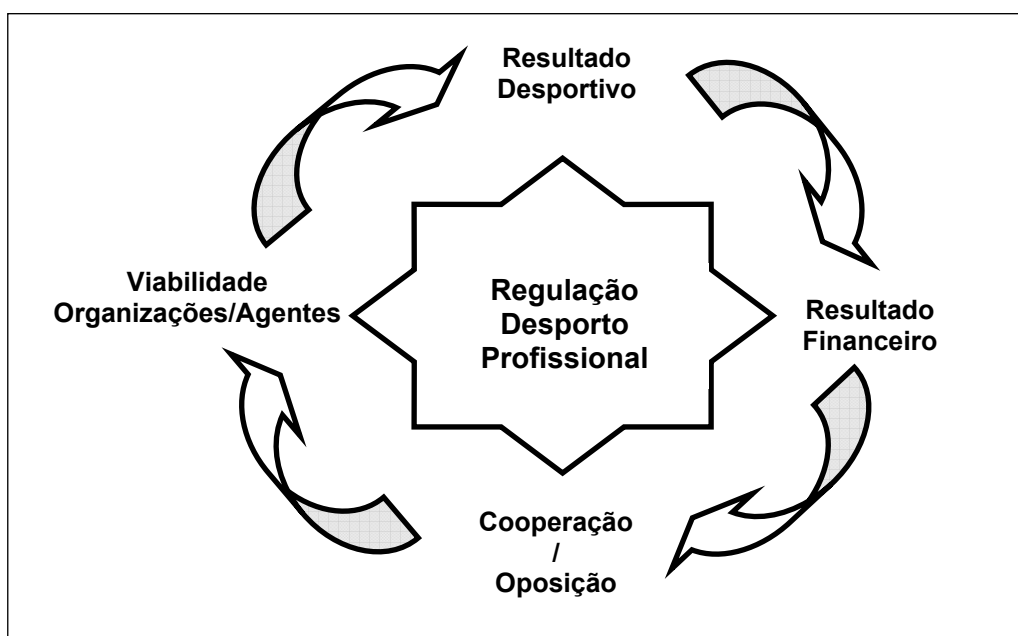 Resultado
Desportivo
Viabilidade
Organizações/Agentes
Regulação
Desporto
Profissional
Resultado
Financeiro
Cooperação
/
Oposição